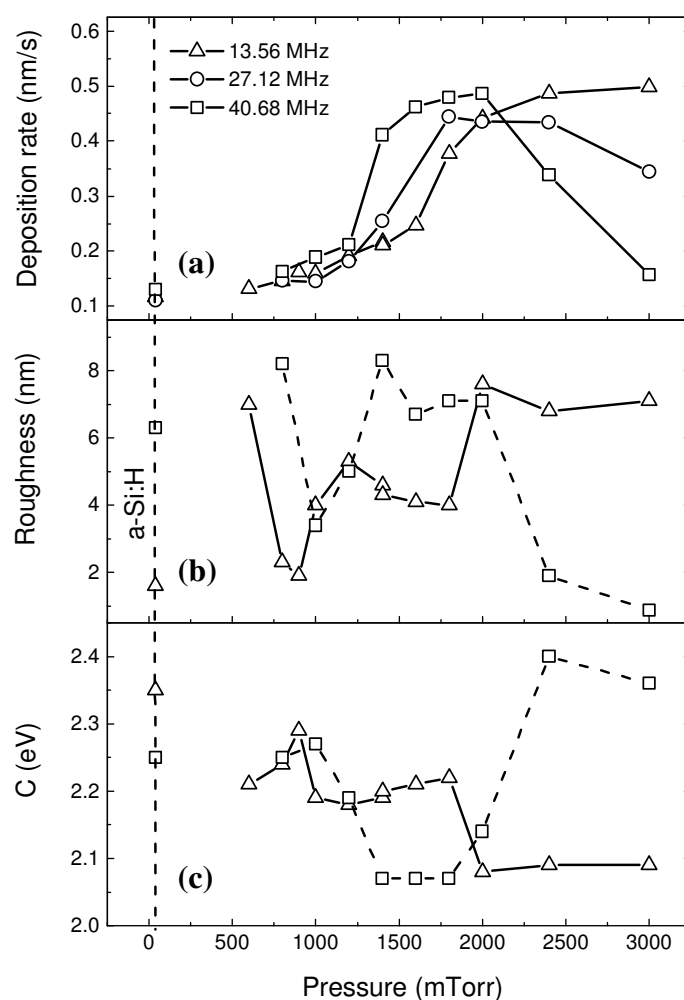 0.6
0.5
0.4
0.3
0.2
0.1
Deposition rate (nm/s)
13.56 MHz
27.12 MHz
40.68 MHz
(a)
8
6
4
2
Roughness (nm)
a-Si:H
(b)
2.4
2.3
2.2
2.1
2.0
C (eV)
(c)
0 500 1000 1500 2000 2500 3000
Pressure (mTorr)